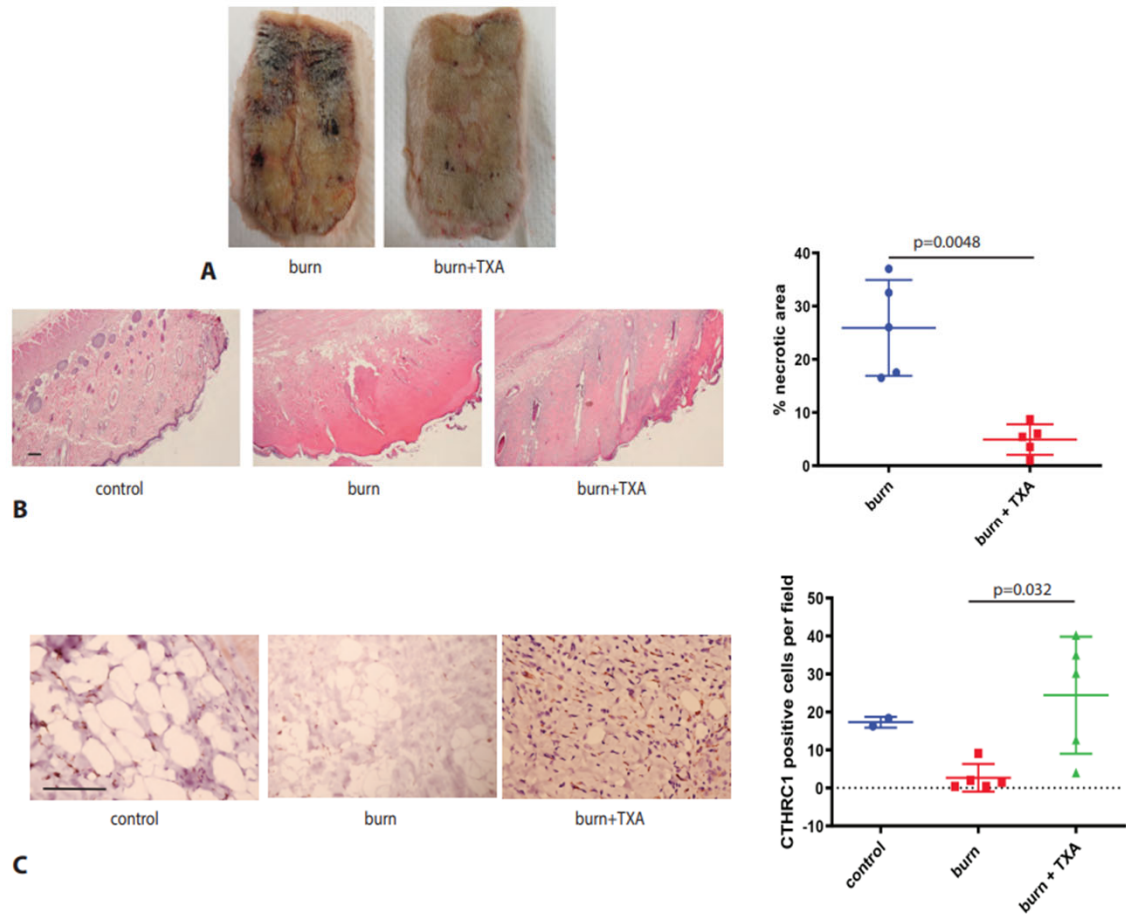 A
burn
burn+TXA
B
control
burn
burn+TXA
% necrotic area
40
30
20
10
0
p=0.0048
burn
burn + TXA
C
control
burn
burn+TXA
CTHRC1 positive cells per field
50
40
30
20
10
0
-10
p=0.032
control
burn
burn + TXA